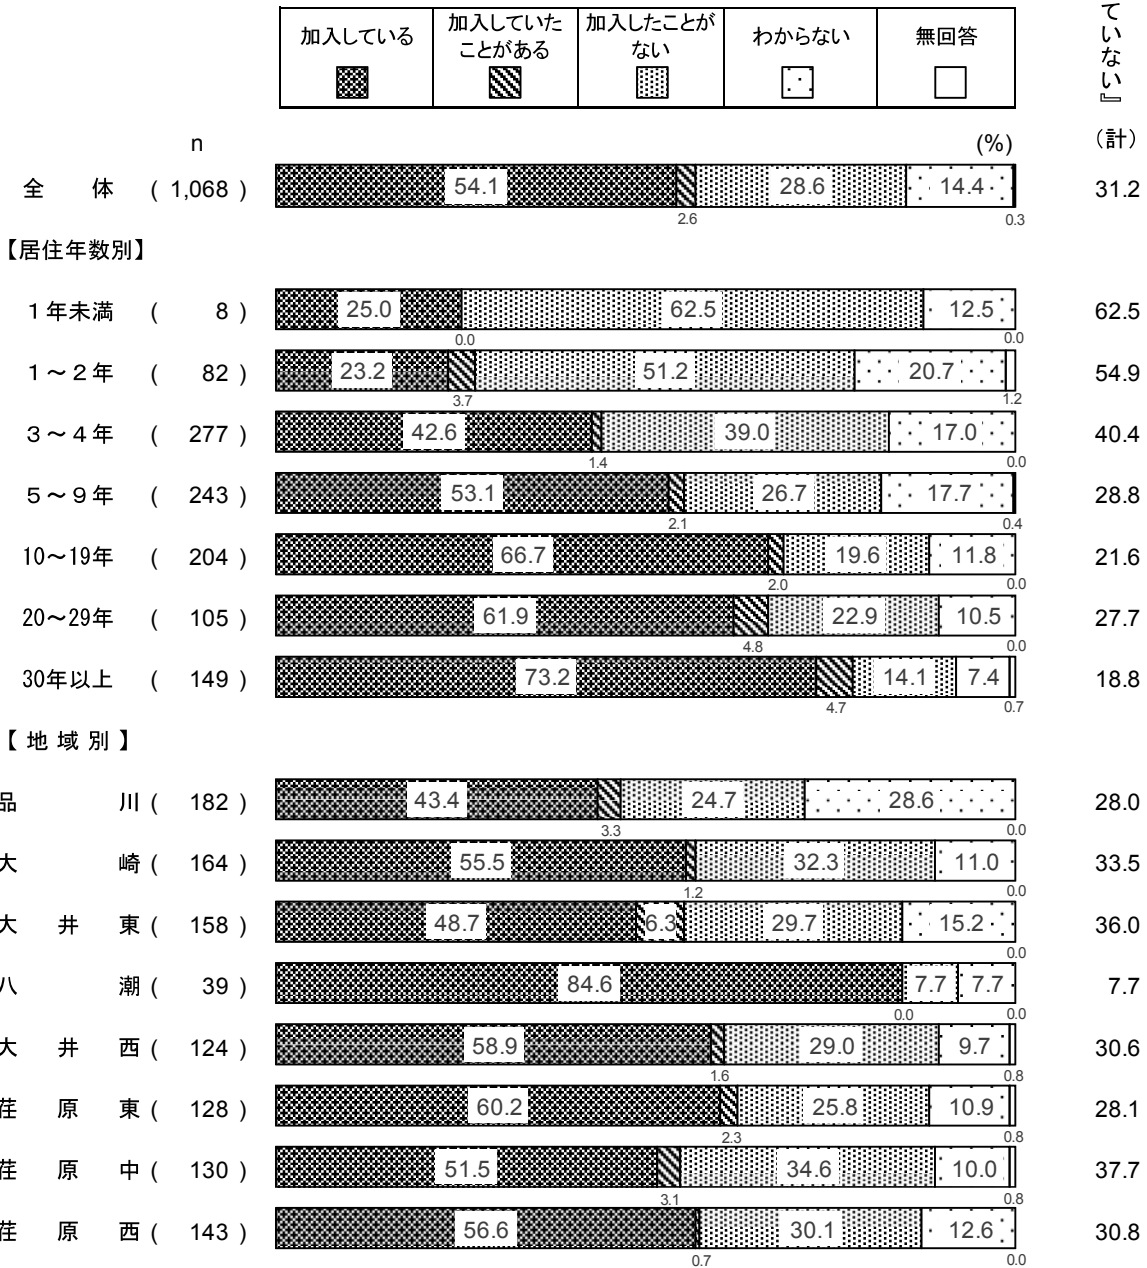 加入している
加入していた
ことがある
加入したことが
ない
わからない
無回答
ていない』
(計)
n
(%)
全 体 ( 1,068 ) 54.1 2.6 28.6 14.4 0.3 31.2
【居住年数別】
１年未満 ( 8 ) 25.0 0.0 62.5 12.5 0.0 62.5
１～２年 ( 82 ) 23.2 3.7 51.2 20.7 1.2 54.9
３～４年 ( 277 ) 42.6 1.4 39.0 17.0 0.0 40.4
５～９年 ( 243 ) 53.1 2.1 26.7 17.7 0.4 28.8
10～19年 ( 204 ) 66.7 2.0 19.6 11.8 0.0 21.6
20～29年 ( 105 ) 61.9 4.8 22.9 10.5 0.0 27.7
30年以上 ( 149 ) 73.2 4.7 14.1 7.4 0.7 18.8
【 地 域 別 】
品 川 ( 182 ) 43.4 3.3 24.7 28.6 0.0 28.0
大 崎 ( 164 ) 55.5 1.2 32.3 11.0 0.0 33.5
大 井 東 ( 158 ) 48.7 6.3 29.7 15.2 0.0 36.0
八 潮 ( 39 ) 84.6 0.0 7.7 7.7 0.0 7.7
大 井 西 ( 124 ) 58.9 1.6 29.0 9.7 0.8 30.6
荏 原 東 ( 128 ) 60.2 2.3 25.8 10.9 0.8 28.1
荏 原 中 ( 130 ) 51.5 3.1 34.6 10.0 0.8 37.7
荏 原 西 ( 143 ) 56.6 0.7 30.1 12.6 0.0 30.8